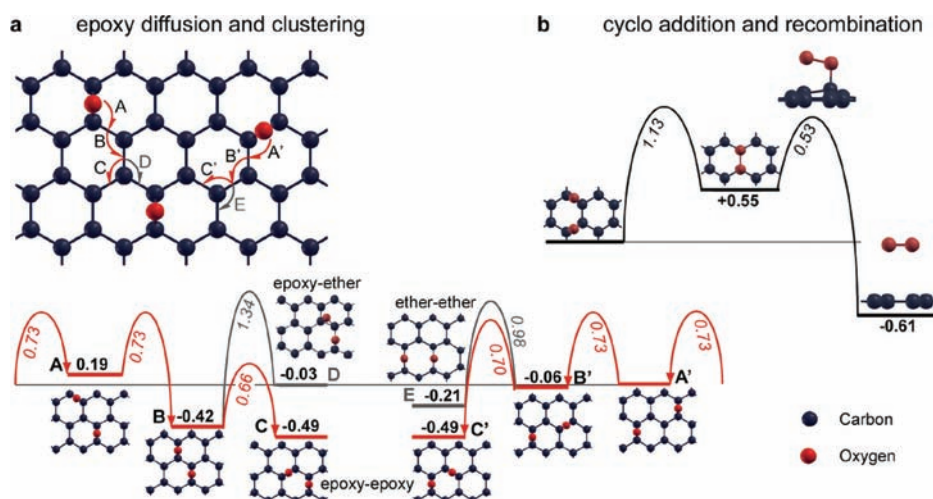 a epoxy diffusion and clustering
b cyclo addition and recombination
A
B
C
D
A'
B'
C'
E
1.13
0.53
+0.55
-0.61
epoxy-ether
ether-ether
0.73
0.73
1.34
0.66
0.98
0.70
0.73
0.73
A 0.19
B -0.42
C -0.49
-0.03 D
E -0.21
-0.49 C'
-0.06 B'
A'
epoxy-epoxy
Carbon
Oxygen